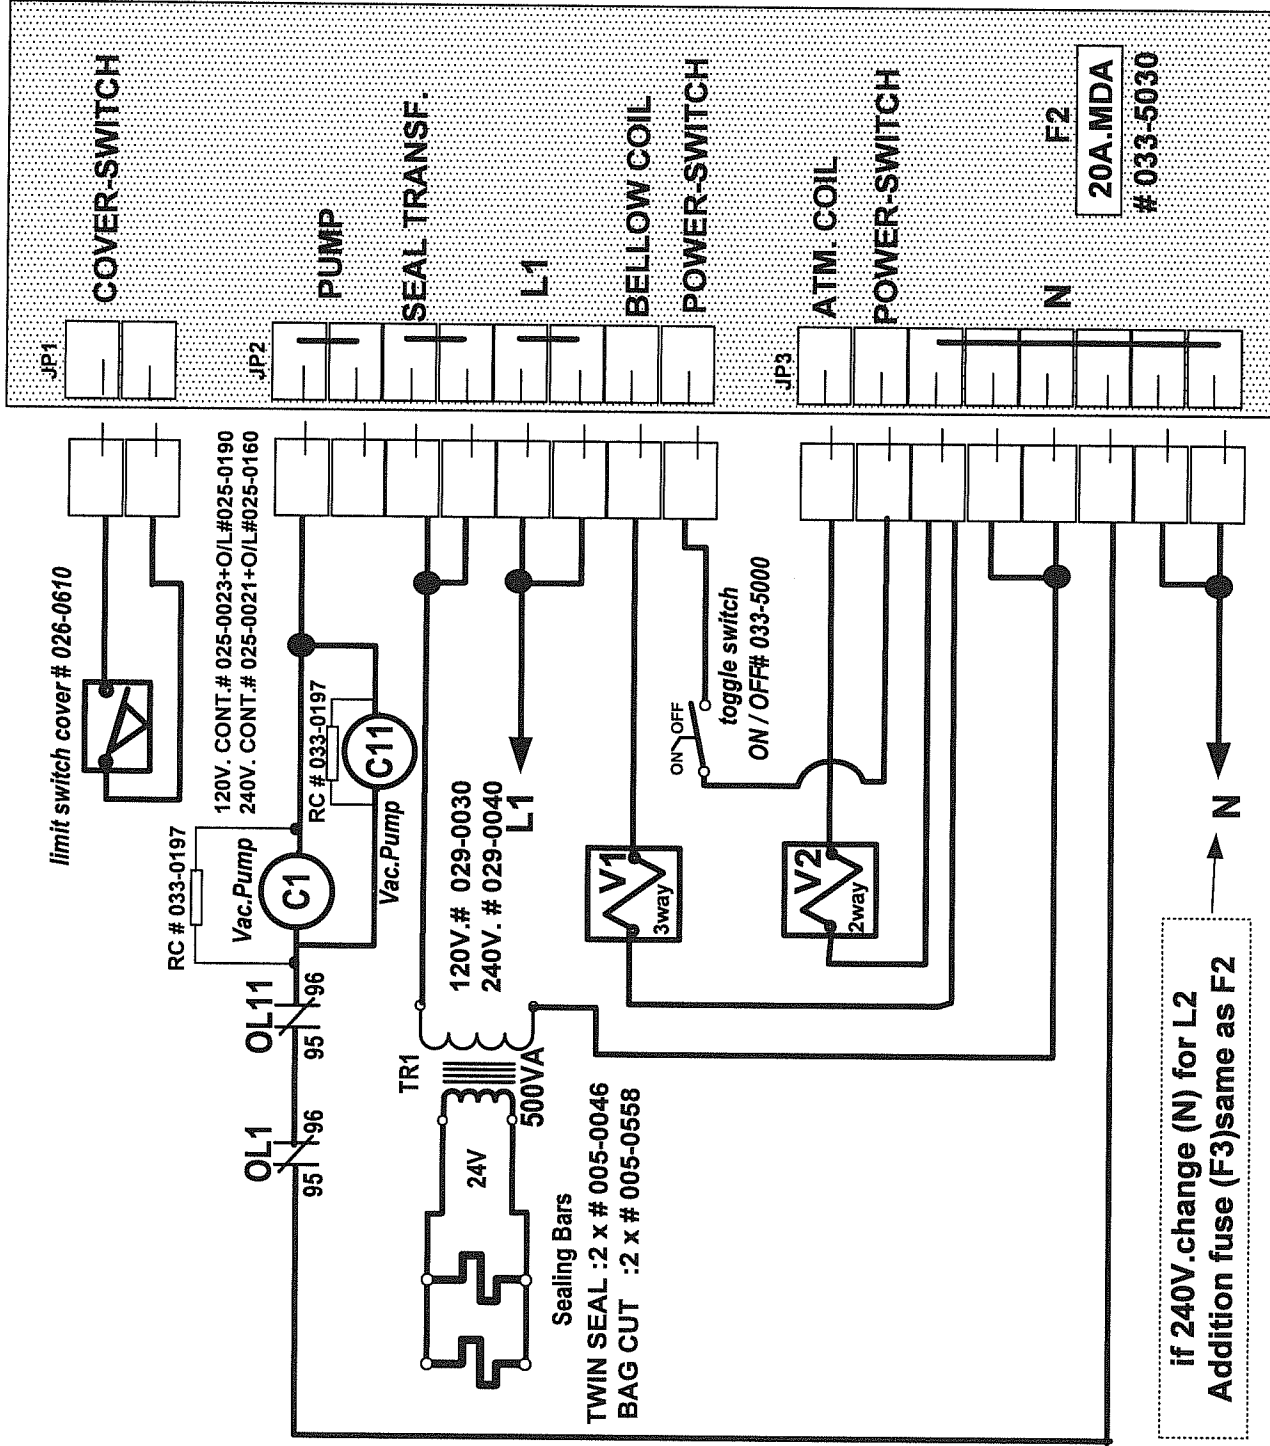 JP1
COVER-SWITCH
JP2
PUMP
SEAL TRANSF.
L1
BELLOW COIL
POWER-SWITCH
JP3
ATM. COIL
POWER-SWITCH
N
F2
20A.MDA
# 033-5030
limit switch cover # 026-0610
120V. CONT.# 025-0023+O/L#025-0190
240V. CONT.# 025-0021+O/L#025-0160
RC # 033-0197
Vac.Pump
C1
RC # 033-0197
C11
Vac.Pump
OL11
95
96
OL1
95
96
120V.# 029-0030
240V. # 029-0040
L1
TR1
500VA
24V
Sealing Bars
TWIN SEAL :2 x # 005-0046
BAG CUT :2 x # 005-0558
V1
3way
ON
OFF
toggle switch
ON / OFF# 033-5000
V2
2way
N
if 240V.change (N) for L2
Addition fuse (F3)same as F2